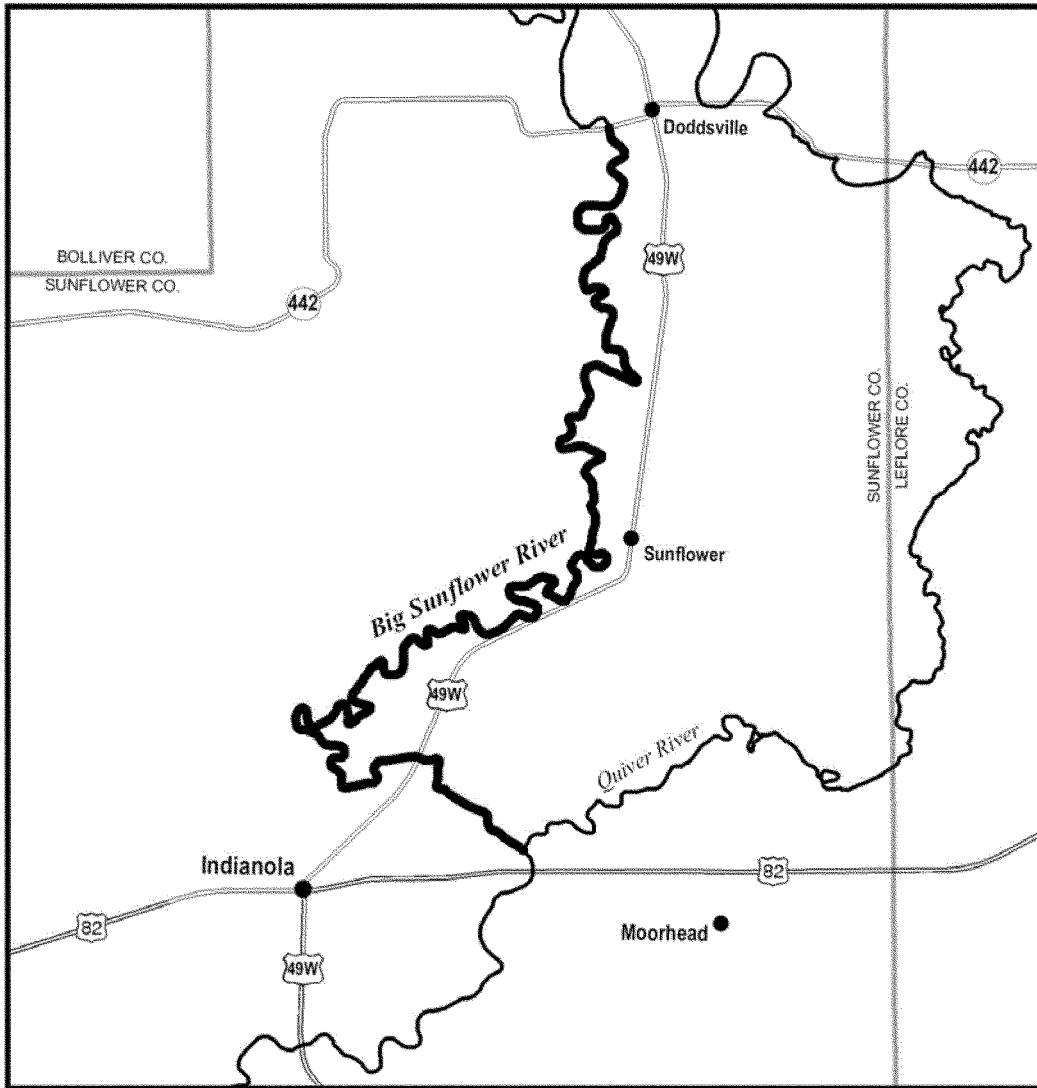 Doddsville
442
49W
BOLLIVER CO.
SUNFLOWER CO.
442
SUNFLOWER CO.
LEFLORE CO.
Big Sunflower River
Sunflower
49W
Quiver River
Indianola
82
82
Moorhead
49W